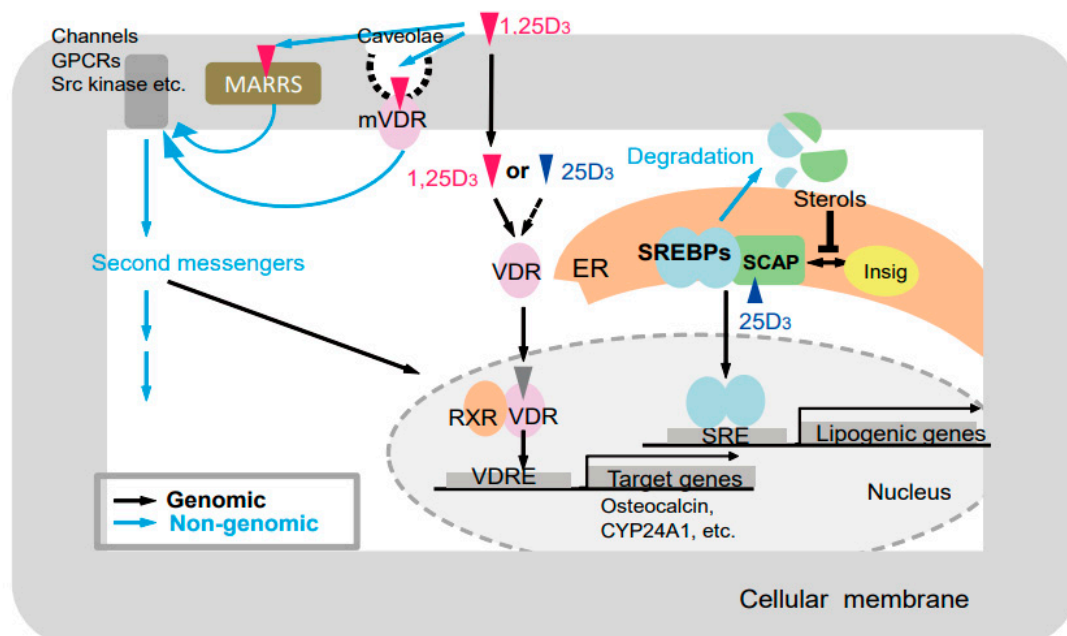 1.25D₃
Channels
GPCRs
Src kinase etc.
Caveolae
MARRS
mVDR
1,25D₃ or 25D₃
Degradation
Sterols
VDR
ER
SREBPs
SCAP
Insig
25D₃
Second messengers
RXR
VDR
VDRE
Target genes
Osteocalcin,
CYP24A1, etc.
SRE
Lipogenic genes
Nucleus
Genomic
Non-genomic
Cellular membrane